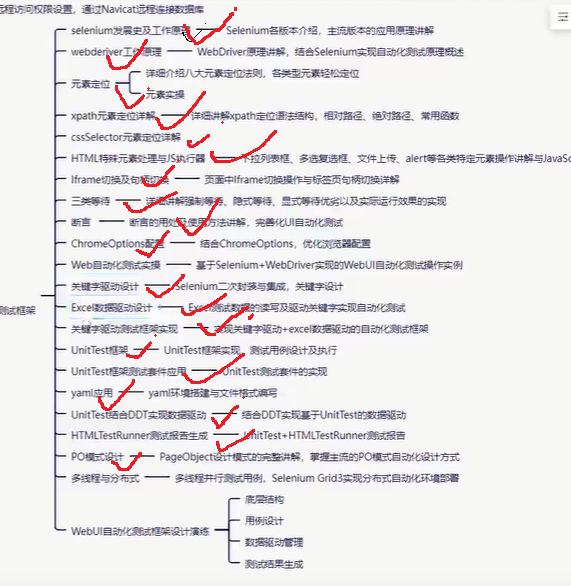 远程访问权限设置，通过Navicat远程连接数据库
selenium发展史及工作原理 Selenium各版本介绍，主流版本的应用原理讲解
webderiver工作原理 WebDriver原理讲解，结合Selenium实现自动化测试原理概述
元素定位 详细介绍八大元素定位法则，各类型元素轻松定位
元素实操
xpath元素定位详解 详细讲解xpath定位语法结构，相对路径、绝对路径、常用函数
cssSelector元素定位详解
HTML特殊元素处理与JS执行器 下拉列表框、多选复选框、文件上传、alert等各类特定元素操作详解与JavaSc
Iframe切换及句柄切换 页面中Iframe切换操作与标签页句柄切换详解
三类等待 详细讲解强制等待、隐式等待、显式等待优劣以及实际运行效果的实现
断言 断言的用处及使用方法讲解，完善化UI自动化测试
ChromeOptions配置 结合ChromeOptions，优化浏览器配置
Web自动化测试实操 基于Selenium+WebDriver实现的WebUI自动化测试操作实例
关键字驱动设计 Selenium二次封装与集成，关键字设计
测试框架 Excel数据驱动设计 Excel测试数据的读写及驱动关键字实现自动化测试
关键字驱动测试框架实现 实现关键字驱动+excel数据驱动的自动化测试框架
UnitTest框架 UnitTest框架实现，测试用例设计及执行
UnitTest框架测试套件应用 UnitTest测试套件的实现
yaml应用 yaml环境搭建与文件格式编写
UnitTest结合DDT实现数据驱动 结合DDT实现基于UnitTest的数据驱动
HTMLTestRunner测试报告生成 UnitTest+HTMLTestRunner测试报告
PO模式设计 PageObject设计模式的完整讲解，掌握主流的PO模式自动化设计方式
多线程与分布式 多线程并行测试用例，Selenium Grid3实现分布式自动化环境部署
WebUI自动化测试框架设计演练 底层结构
用例设计
数据驱动管理
测试结果生成